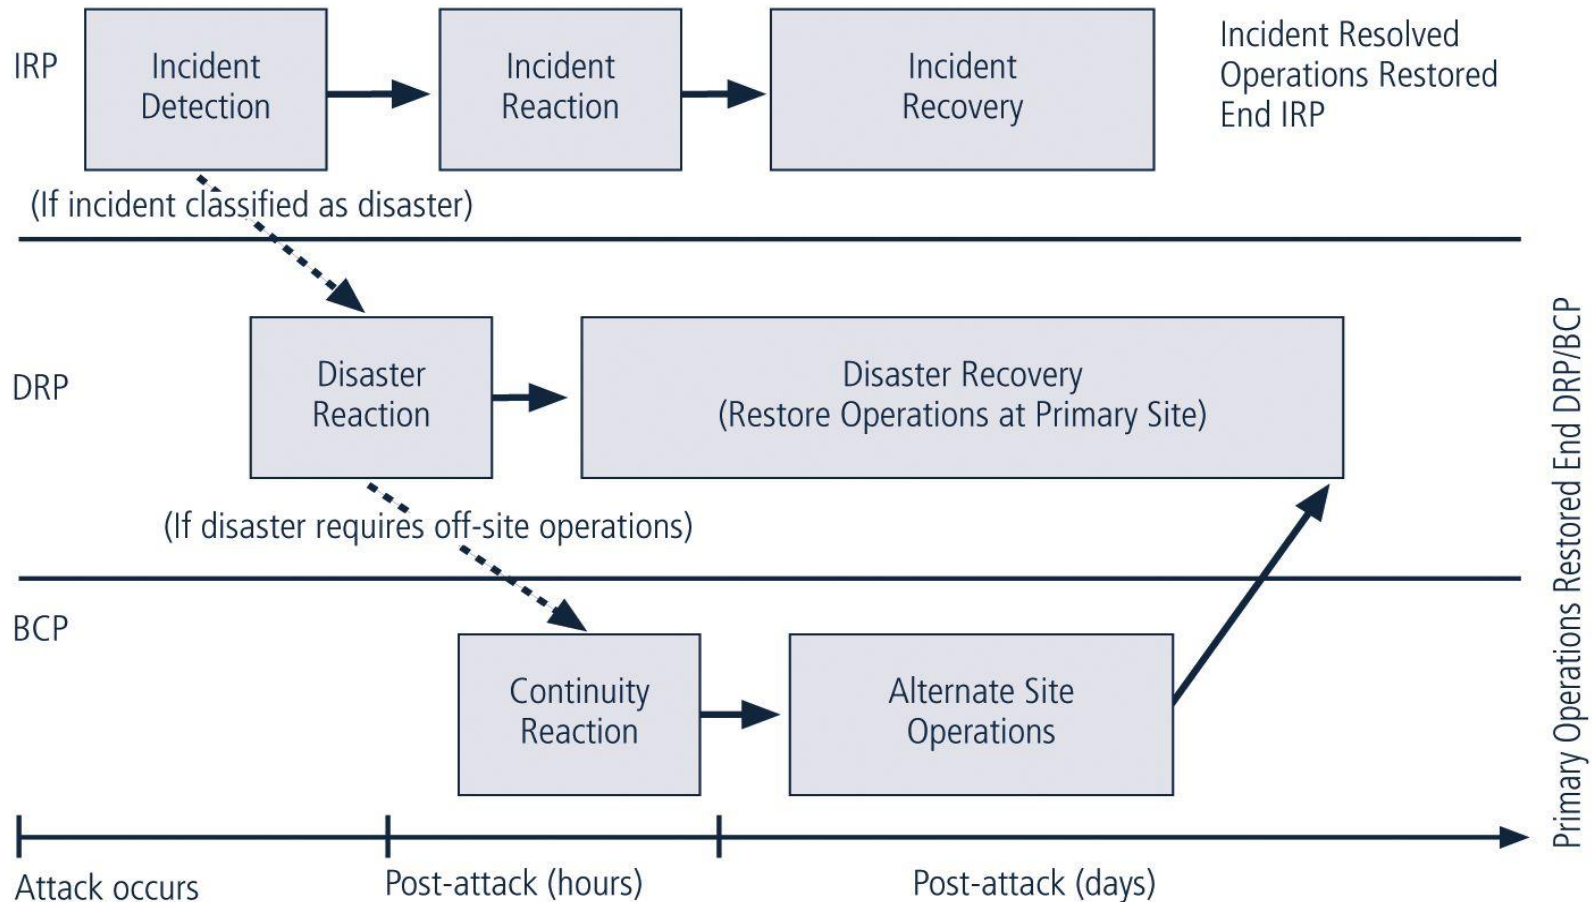 IRP
Incident
Detection
Incident
Reaction
Incident
Recovery
Incident Resolved
Operations Restored
End IRP
(If incident classified as disaster)
DRP
Disaster
Reaction
Disaster Recovery
(Restore Operations at Primary Site)
(If disaster requires off-site operations)
BCP
Continuity
Reaction
Alternate Site
Operations
Primary Operations Restored End DRP/BCP
Attack occurs
Post-attack (hours)
Post-attack (days)